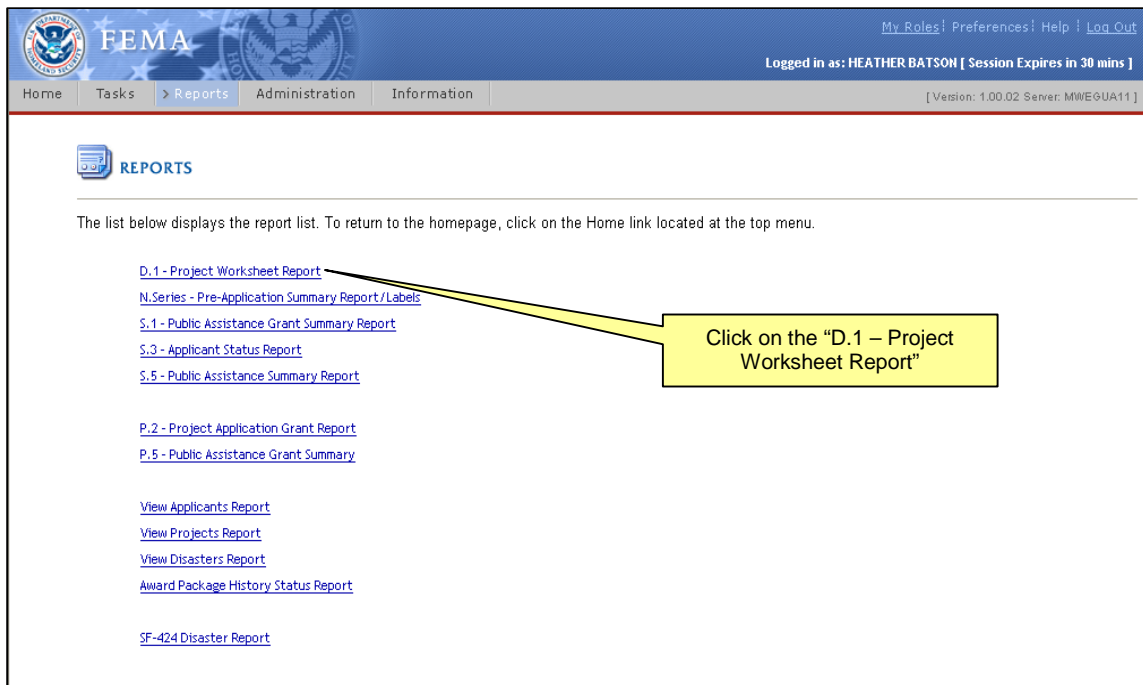 FEMA
My Roles¦ Preferences¦ Help ¦ Log Out
Logged in as: HEATHER BATSON [ Session Expires in 30 mins ]
Home Tasks > Reports Administration Information
[ Version: 1.00.02 Server: MWEGUA11 ]
REPORTS
The list below displays the report list. To return to the homepage, click on the Home link located at the top menu.
D.1 - Project Worksheet Report
N.Series - Pre-Application Summary Report/Labels
S.1 - Public Assistance Grant Summary Report
S.3 - Applicant Status Report
S.5 - Public Assistance Summary Report
Click on the “D.1 – Project
Worksheet Report”
P.2 - Project Application Grant Report
P.5 - Public Assistance Grant Summary
View Applicants Report
View Projects Report
View Disasters Report
Award Package History Status Report
SF-424 Disaster Report